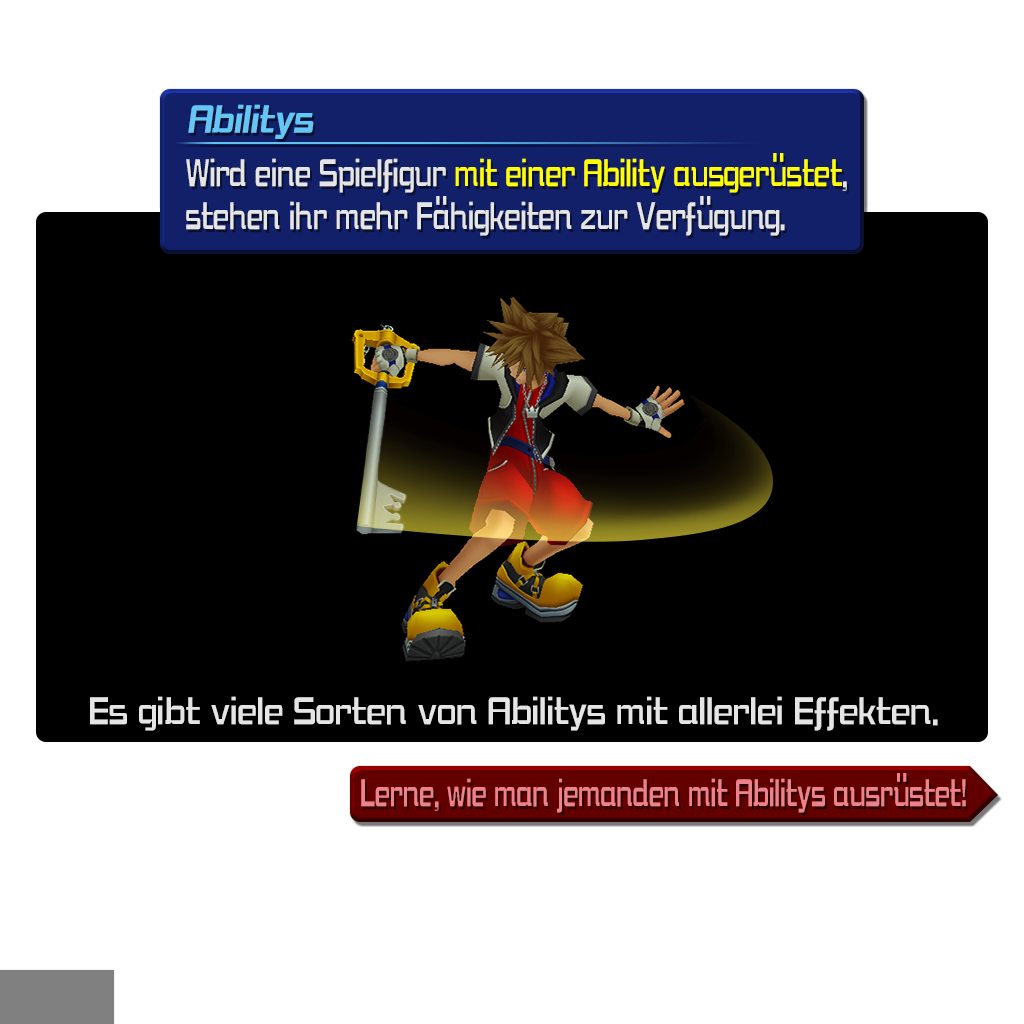 Abilitys
Wird eine Spielfigur mit einer Ability ausgerüstet,
stehen ihr mehr Fähigkeiten zur Verfügung.
Es gibt viele Sorten von Abilitys mit allerlei Effekten.
Lerne, wie man jemanden mit Abilitys ausrüstet!